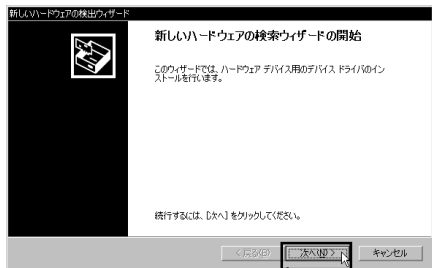 新しいハードウェアの検出ウィザード
新しいハードウェアの検索ウィザードの開始
このウィザードでは、ハードウェア デバイス用のデバイス ドライバのイン
ストールを行います。
続行するには、[次へ] をクリックしてください。
< 戻る(B)
次へ(N) >
キャンセル